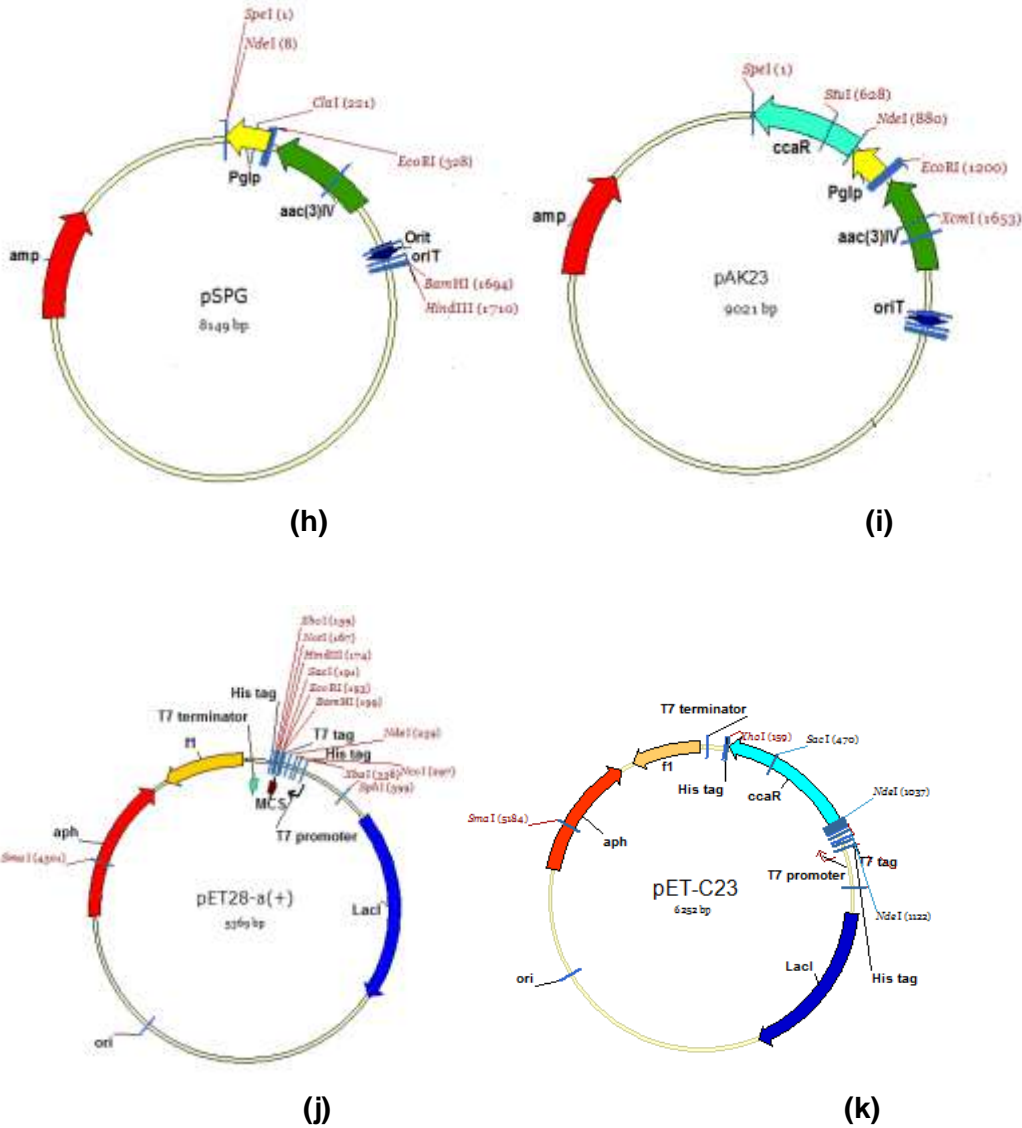 SpeI (1)
NdeI (8)
ClaI (221)
EcoRI (328)
Pglp
aac(3)IV
amp
Orit
oriT
BamHI (1694)
HindIII (1710)
pSPG
8149 bp
(h)
SpeI (1)
StuI (628)
NdeI (880)
ccaR
EcoRI (1200)
Pglp
aac(3)IV
XcmI (1653)
amp
pAK23
9021 bp
oriT
(i)
XhoI (159)
NotI (167)
HindIII (174)
SacI (191)
EcoRI (193)
BamHI (199)
His tag
T7 terminator
T7 tag
NdeI (239)
f1
His tag
NcoI (297)
XbaI (336)
SphI (599)
MCS
T7 promoter
aph
pET28-a(+)
5369 bp
LacI
ori
(j)
T7 terminator
XhoI (159)
SacI (470)
f1
His tag
ccaR
NdeI (1037)
SmaI (5184)
aph
T7 tag
T7 promoter
pET-C23
6252 bp
NdeI (1122)
LacI
His tag
ori
(k)